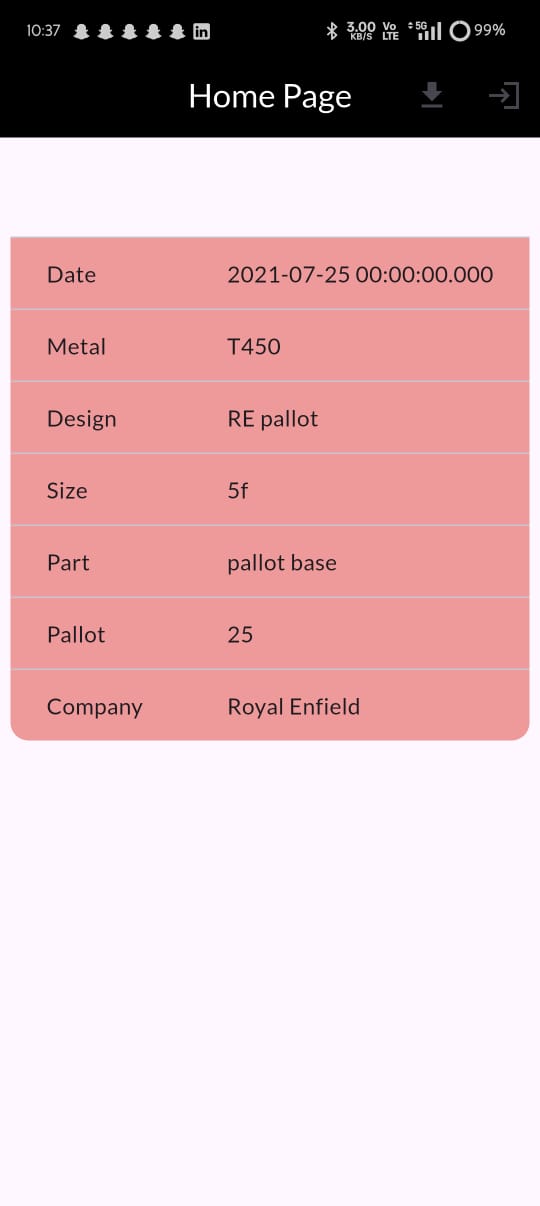 10:37 in 3.00 KB/S Vo LTE 5G 99%
Home Page
Date 2021-07-25 00:00:00.000
Metal T450
Design RE pallot
Size 5f
Part pallot base
Pallot 25
Company Royal Enfield